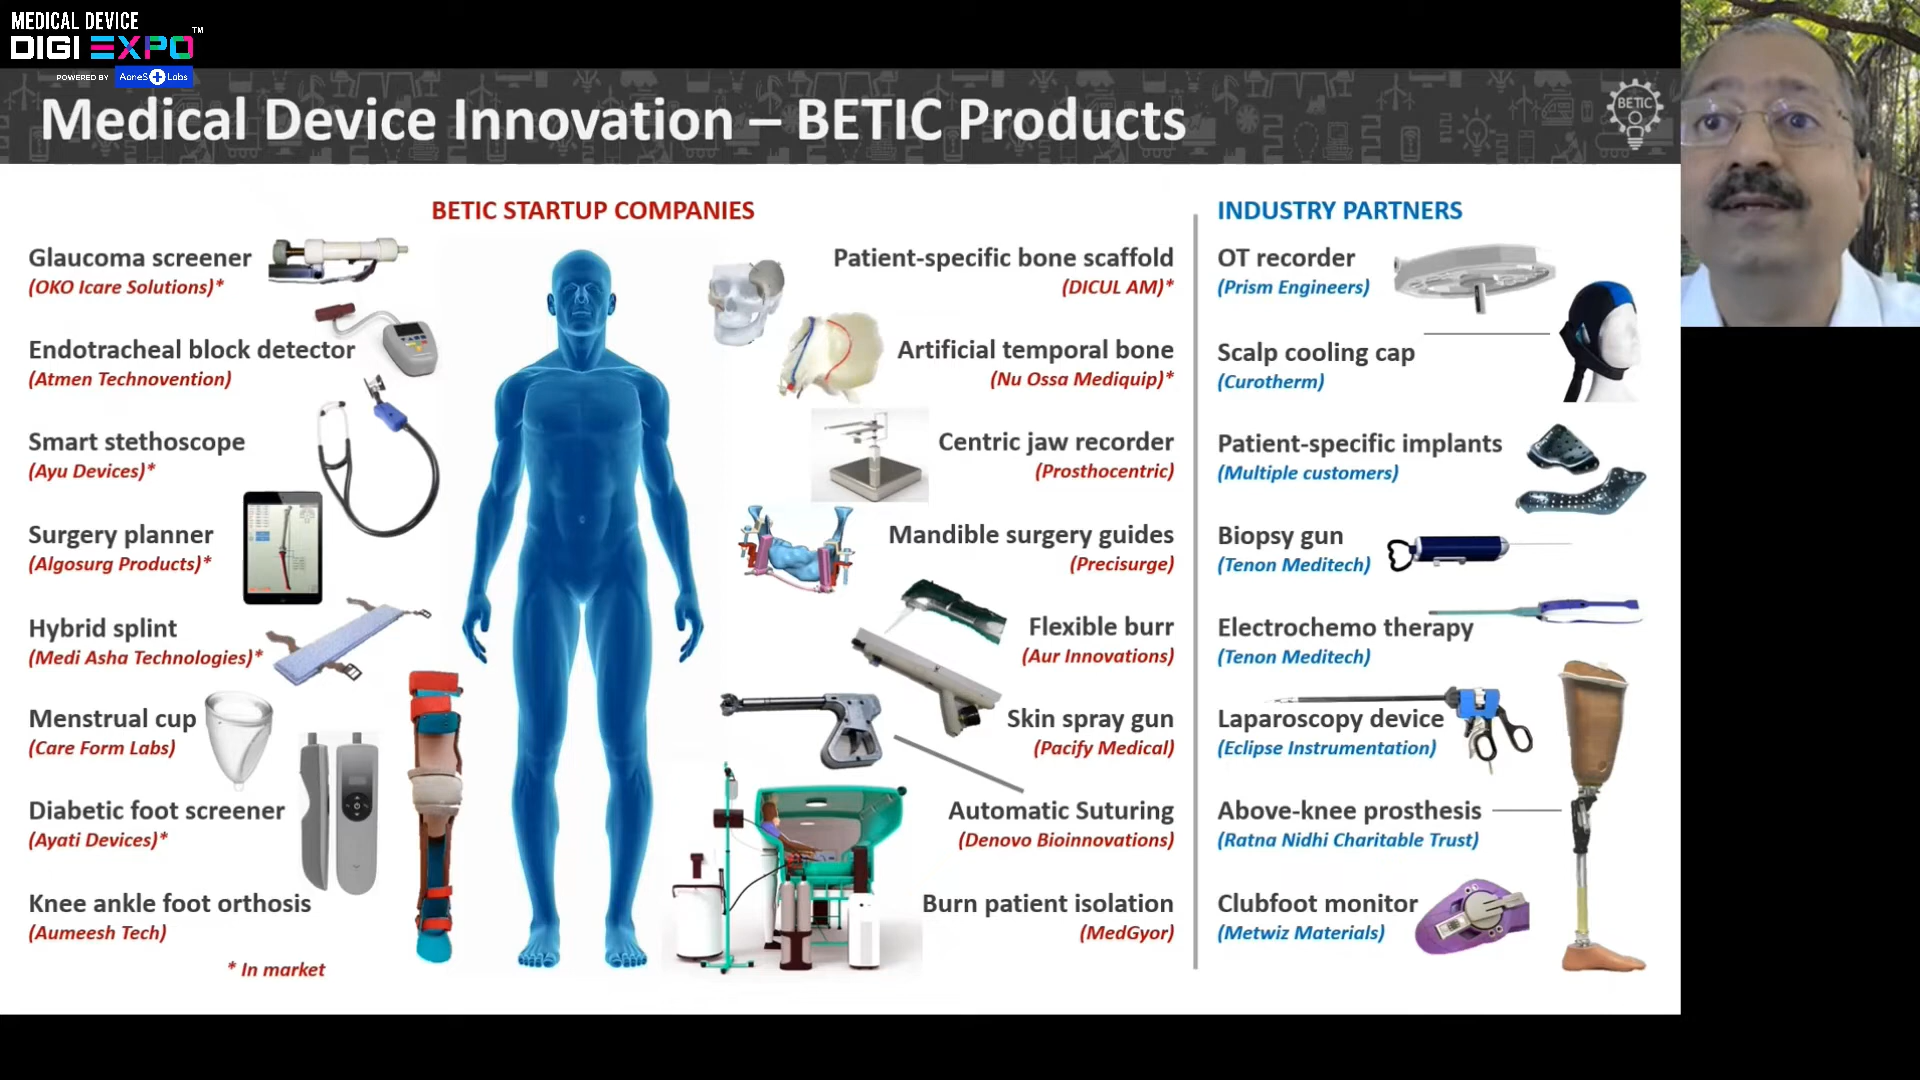 MEDICAL DEVICE
DIGI EXPO™
POWERED BY AoneS Labs
Medical Device Innovation – BETIC Products
BETIC
BETIC STARTUP COMPANIES
Glaucoma screener
(OKO Icare Solutions)*
Endotracheal block detector
(Atmen Technovention)
Smart stethoscope
(Ayu Devices)*
Surgery planner
(Algosurg Products)*
Hybrid splint
(Medi Asha Technologies)*
Menstrual cup
(Care Form Labs)
Diabetic foot screener
(Ayati Devices)*
Knee ankle foot orthosis
(Aumeesh Tech)
* In market
Patient-specific bone scaffold
(DICUL AM)*
Artificial temporal bone
(Nu Ossa Mediquip)*
Centric jaw recorder
(Prosthocentric)
Mandible surgery guides
(Precisurge)
Flexible burr
(Aur Innovations)
Skin spray gun
(Pacify Medical)
Automatic Suturing
(Denovo Bioinnovations)
Burn patient isolation
(MedGyor)
INDUSTRY PARTNERS
OT recorder
(Prism Engineers)
Scalp cooling cap
(Curotherm)
Patient-specific implants
(Multiple customers)
Biopsy gun
(Tenon Meditech)
Electrochemo therapy
(Tenon Meditech)
Laparoscopy device
(Eclipse Instrumentation)
Above-knee prosthesis
(Ratna Nidhi Charitable Trust)
Clubfoot monitor
(Metwiz Materials)